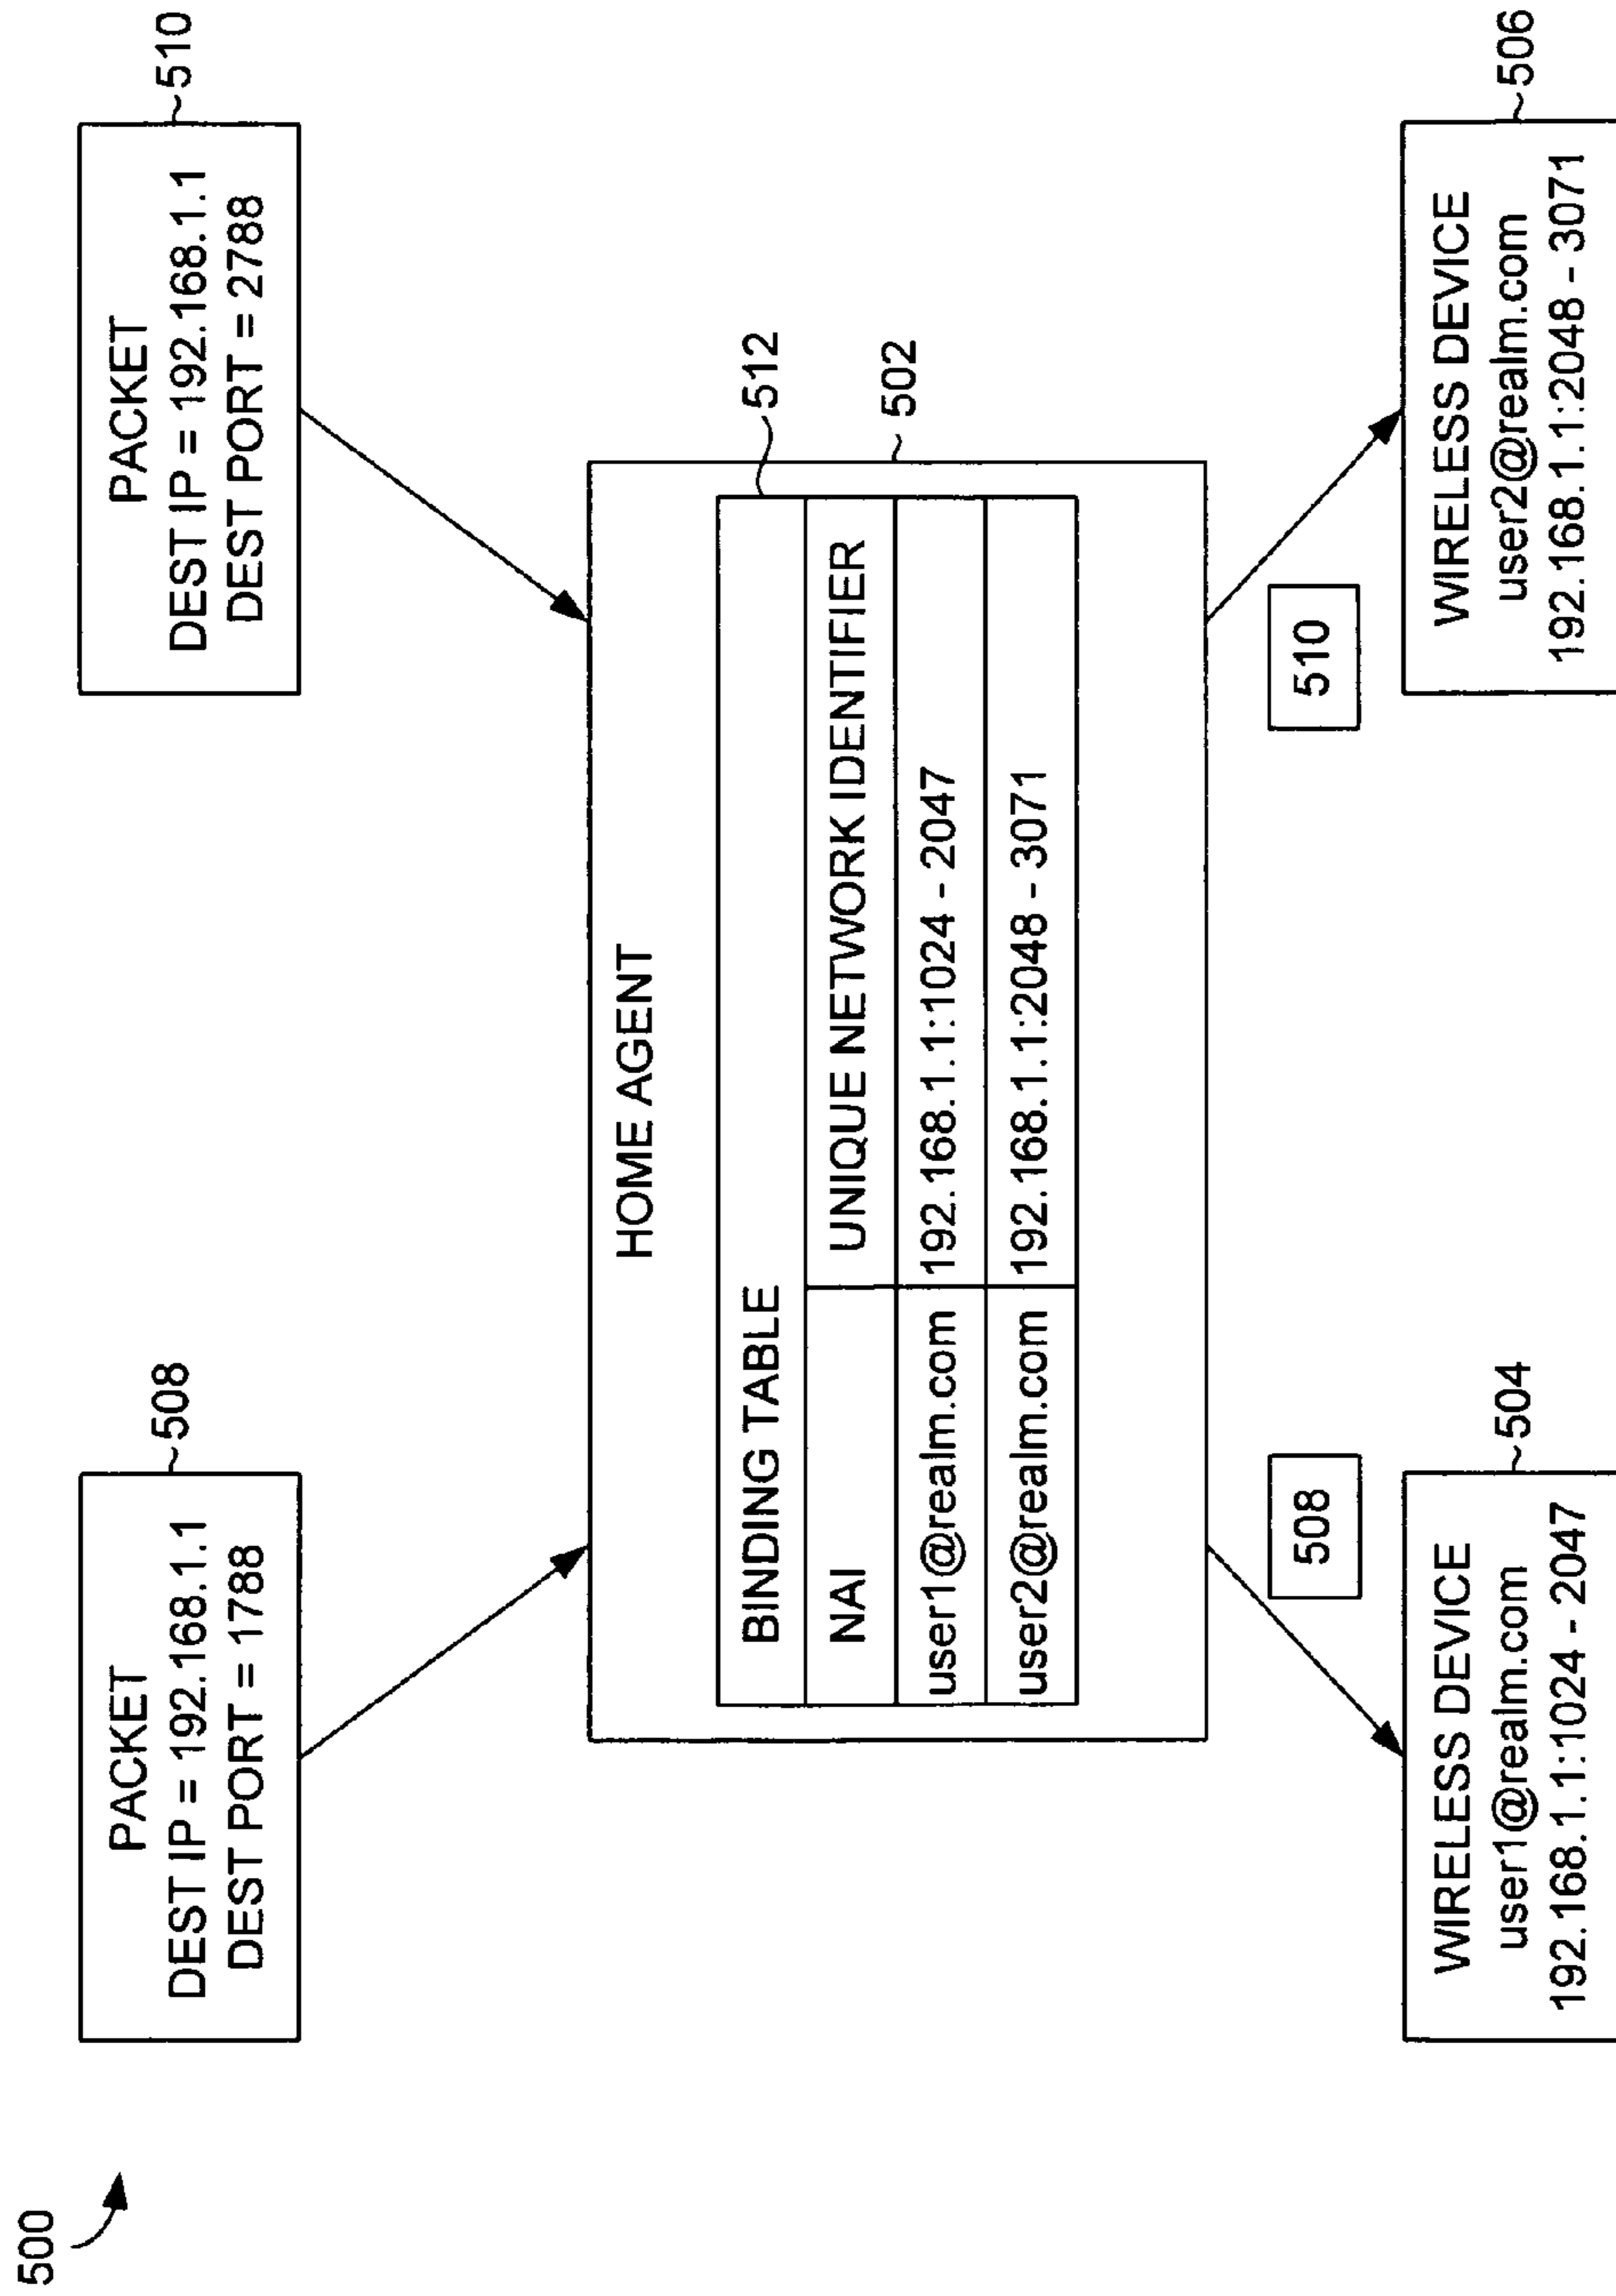 500
PACKET
DEST IP = 192.168.1.1
DEST PORT = 1788
508
PACKET
DEST IP = 192.168.1.1
DEST PORT = 2788
510
HOME AGENT
512
502
BINDING TABLE
NAI UNIQUE NETWORK IDENTIFIER
user1@realm.com 192.168.1.1:1024 - 2047
user2@realm.com 192.168.1.1:2048 - 3071
508
510
WIRELESS DEVICE
user1@realm.com
192.168.1.1:1024 - 2047
504
WIRELESS DEVICE
user2@realm.com
192.168.1.1:2048 - 3071
506